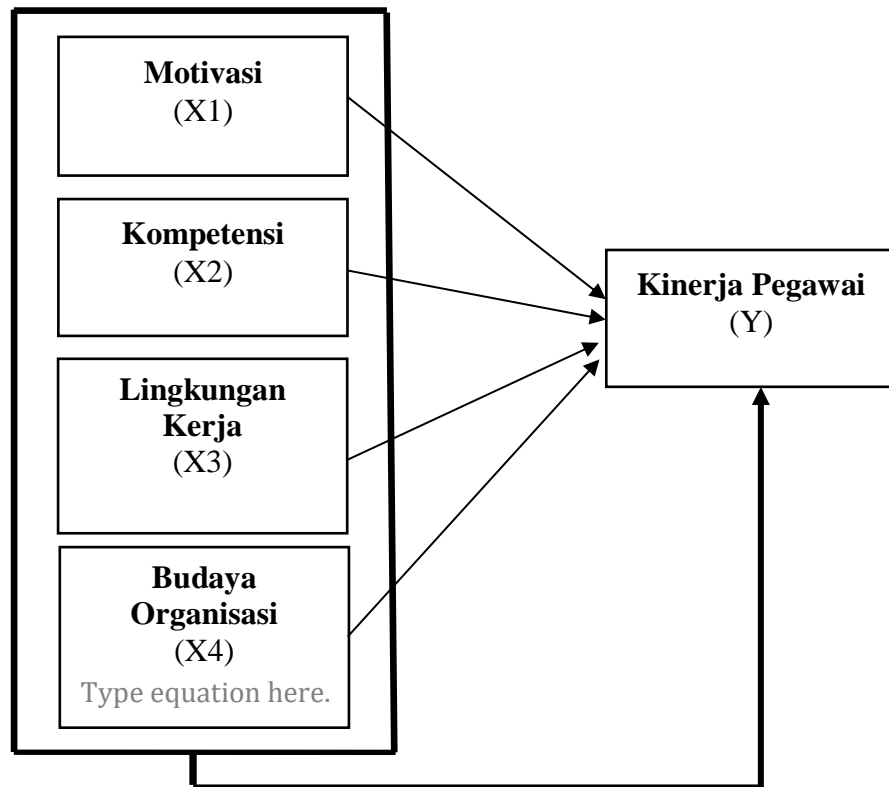 Motivasi
(X1)
Kompetensi
(X2)
Lingkungan
Kerja
(X3)
Budaya
Organisasi
(X4)
Type equation here.
Kinerja Pegawai
(Y)